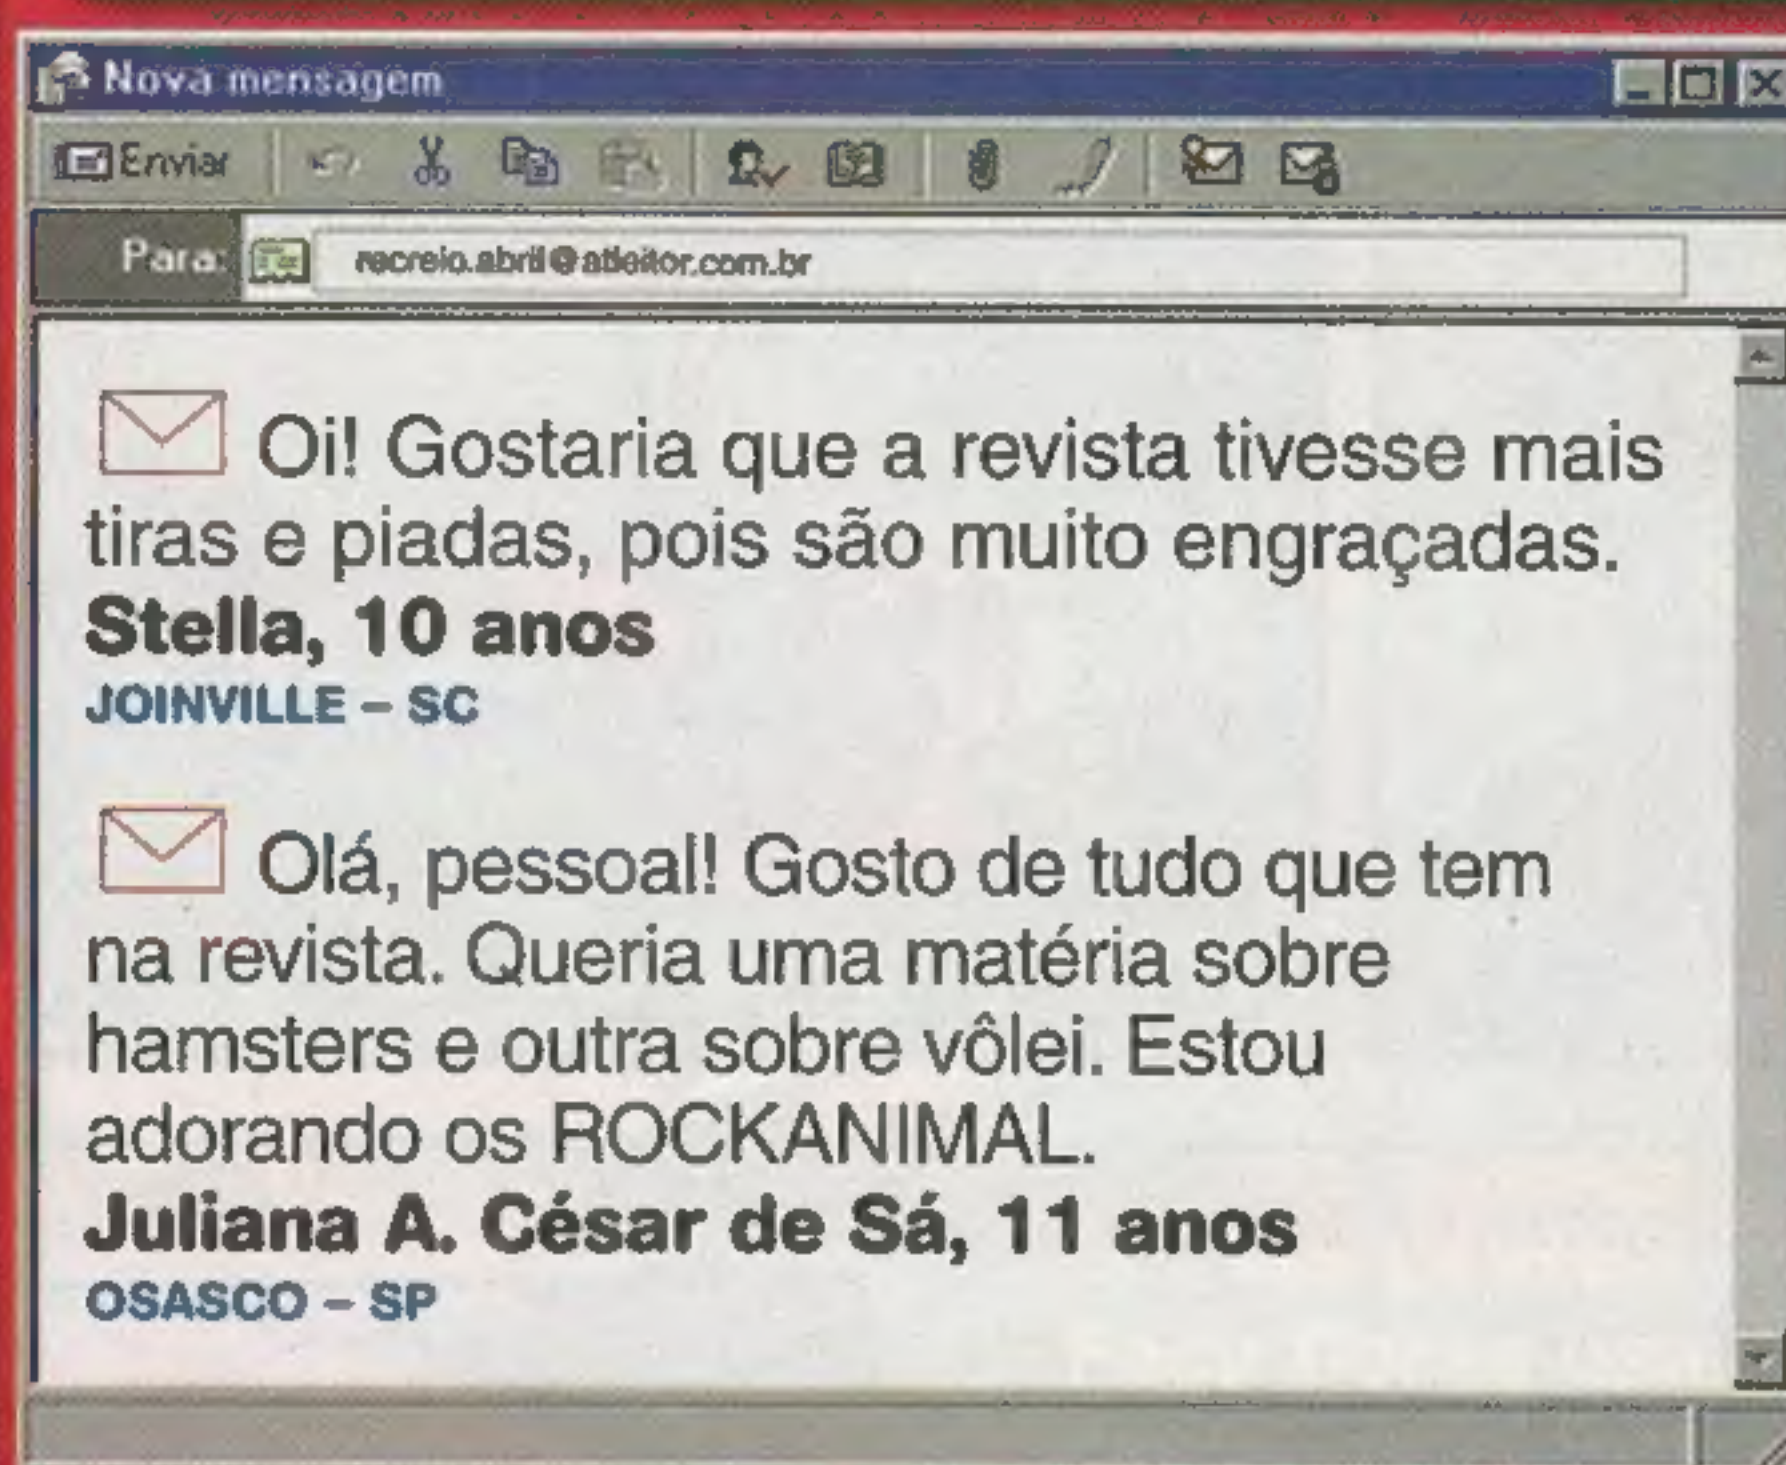 Nova mensagem
Enviar
Para: recreio.abril@atleitor.com.br
Oi! Gostaria que a revista tivesse mais
tiras e piadas, pois são muito engraçadas.
Stella, 10 anos
JOINVILLE – SC
Olá, pessoal! Gosto de tudo que tem
na revista. Queria uma matéria sobre
hamsters e outra sobre vôlei. Estou
adorando os ROCKANIMAL.
Juliana A. César de Sá, 11 anos
OSASCO – SP